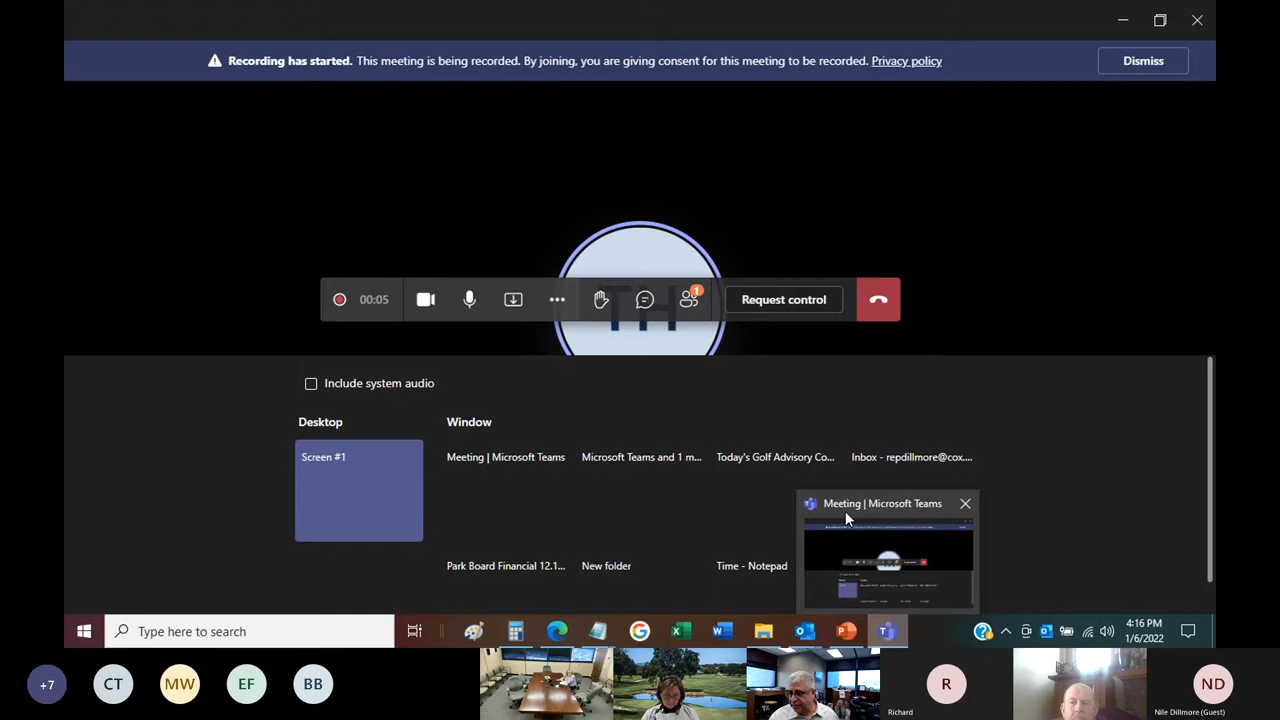 Recording has started. This meeting is being recorded. By joining, you are giving consent for this meeting to be recorded. Privacy policy
Dismiss
TH
00:05
1
Request control
Include system audio
Desktop
Window
Screen #1
Meeting | Microsoft Teams
Microsoft Teams and 1 m...
Today's Golf Advisory Co...
Inbox - repdillmore@cox....
Meeting | Microsoft Teams
Park Board Financial 12.1...
New folder
Time - Notepad
Type here to search
4:16 PM
1/6/2022
+7
CT
MW
EF
BB
R
Richard
ND
Nile Dillmore (Guest)